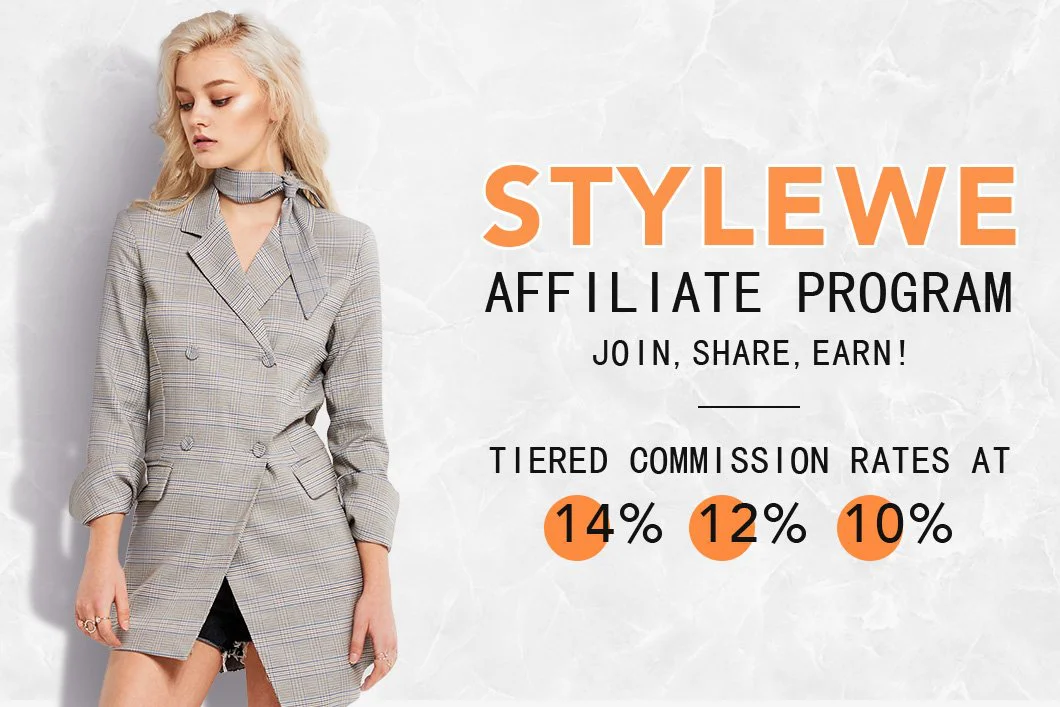 STYLEWE
AFFILIATE PROGRAM
JOIN, SHARE, EARN!
TIERED COMMISSION RATES AT
14% 12% 10%